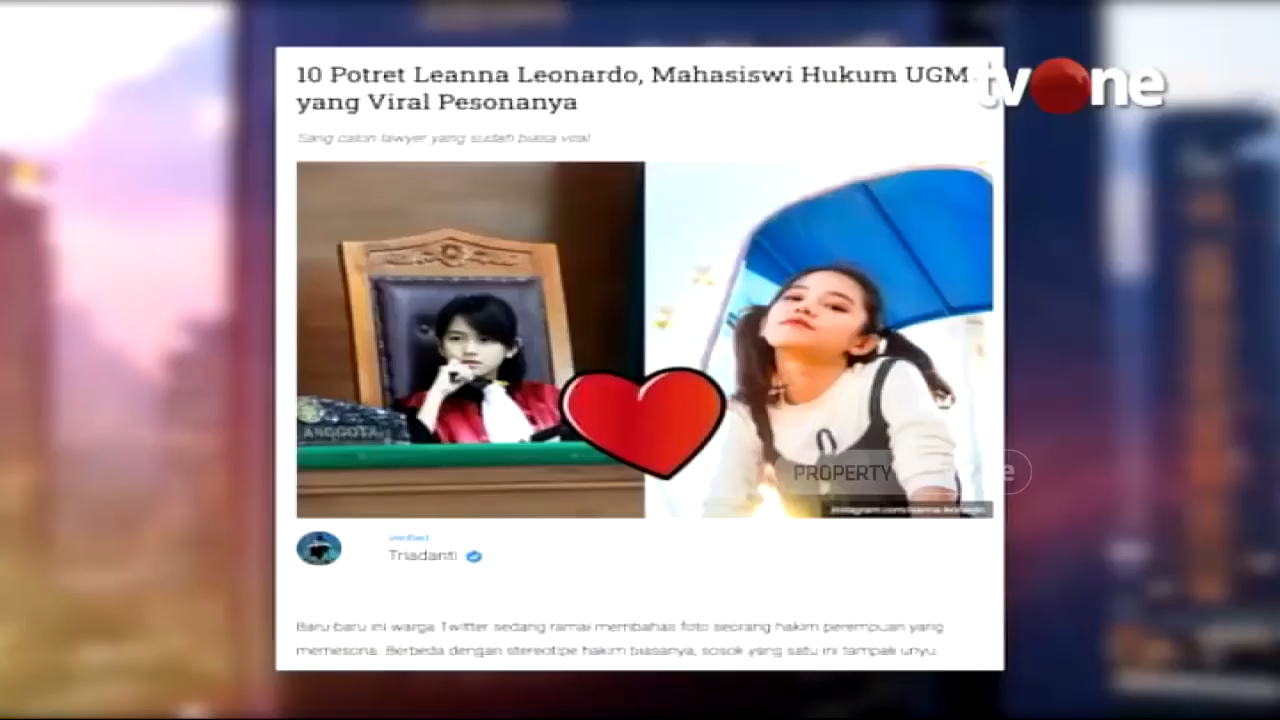 10 Potret Leanna Leonardo, Mahasiswi Hukum UGM
yang Viral Pesonanya
tvOne
Sang calon lawyer yang sudah biasa viral
ANGGOTA
PROPERTY
verified
Triadanti
Baru-baru ini warga Twitter sedang ramai membahas foto seorang hakim perempuan yang
memesona. Berbeda dengan stereotipe hakim biasanya, sosok yang satu ini tampak unyu.